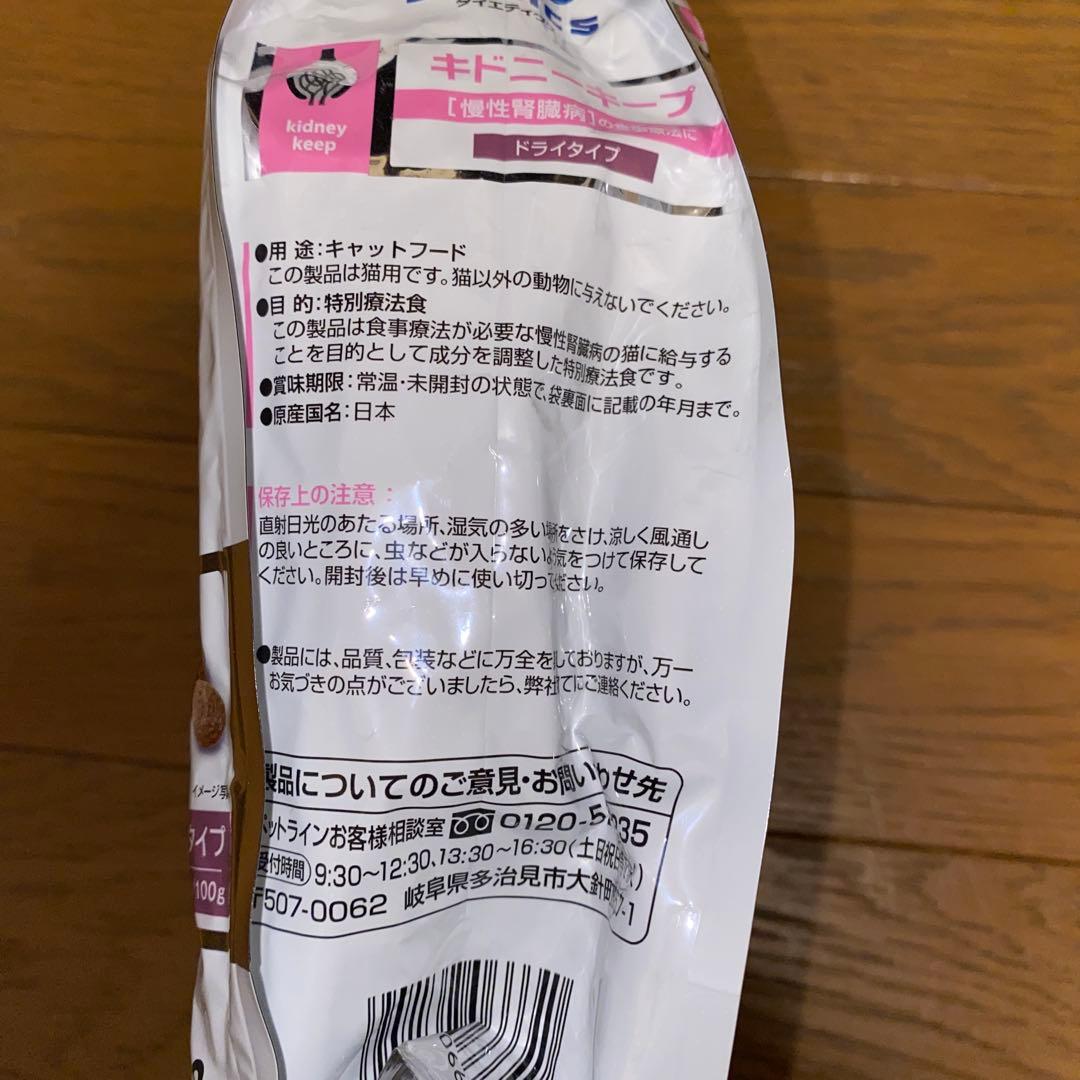 ダイエティク
kidney
keep
キドニーキープ
[慢性腎臓病]の食事療法に
ドライタイプ
●用 途:キャットフード
この製品は猫用です。猫以外の動物に与えないでください。
●目 的:特別療法食
この製品は食事療法が必要な慢性腎臓病の猫に給与する
ことを目的として成分を調整した特別療法食です。
●賞味期限:常温・未開封の状態で、袋裏面に記載の年月まで。
●原産国名:日本
保存上の注意:
直射日光のあたる場所、湿気の多い場所をさけ、涼しく風通し
の良いところに、虫などが入らないよう気をつけて保存して
ください。開封後は早めに使い切ってください。
●製品には、品質、包装などに万全をしておりますが、万一
お気づきの点がございましたら、弊社宛てにご連絡ください。
製品についてのご意見・お問い合わせ先
ペットラインお客様相談室 0120-
受付時間 9:30〜12:30、13:30〜16:30(土日祝日
〒507-0062 岐阜県多治見市大針町
イメージ写
タイプ
100g